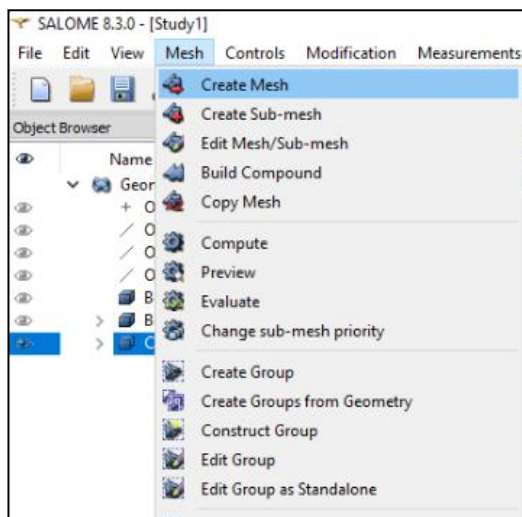 SALOME 8.3.0 - [Study1]
File Edit View Mesh Controls Modification Measurements
Create Mesh
Create Sub-mesh
Edit Mesh/Sub-mesh
Build Compound
Copy Mesh
Compute
Preview
Evaluate
Change sub-mesh priority
Create Group
Create Groups from Geometry
Construct Group
Edit Group
Edit Group as Standalone
Object Browser
Name
Geor
O
O
O
O
B
B
C